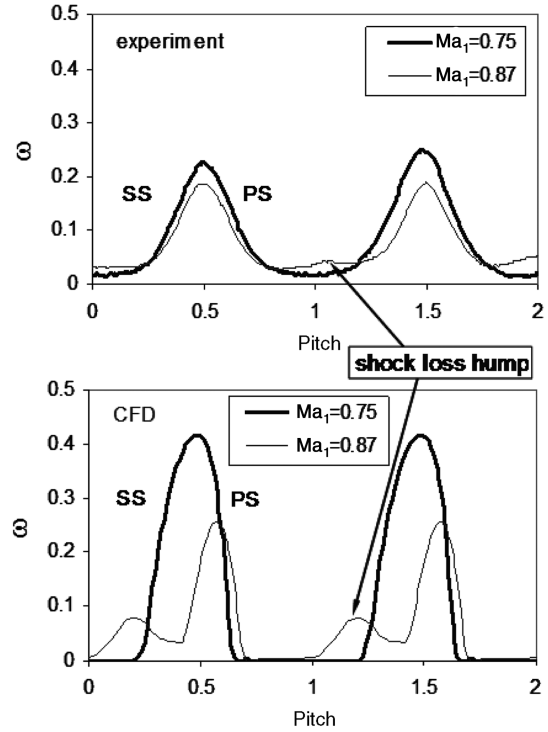 0.5
experiment
Ma1=0.75
Ma1=0.87
0.4
0.3
ω
0.2
SS
PS
0.1
0
0
0.5
1
1.5
2
Pitch
shock loss hump
0.5
CFD
Ma1=0.75
Ma1=0.87
0.4
SS
PS
0.3
ω
0.2
0.1
0
0
0.5
1
1.5
2
Pitch